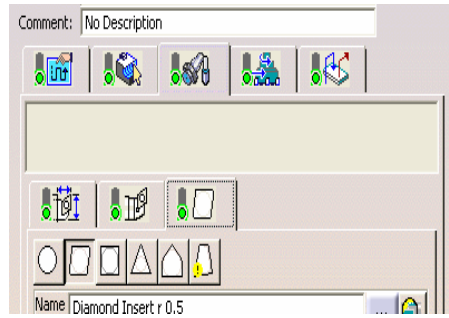 Comment: No Description
Name Diamond Insert r 0.5 ...